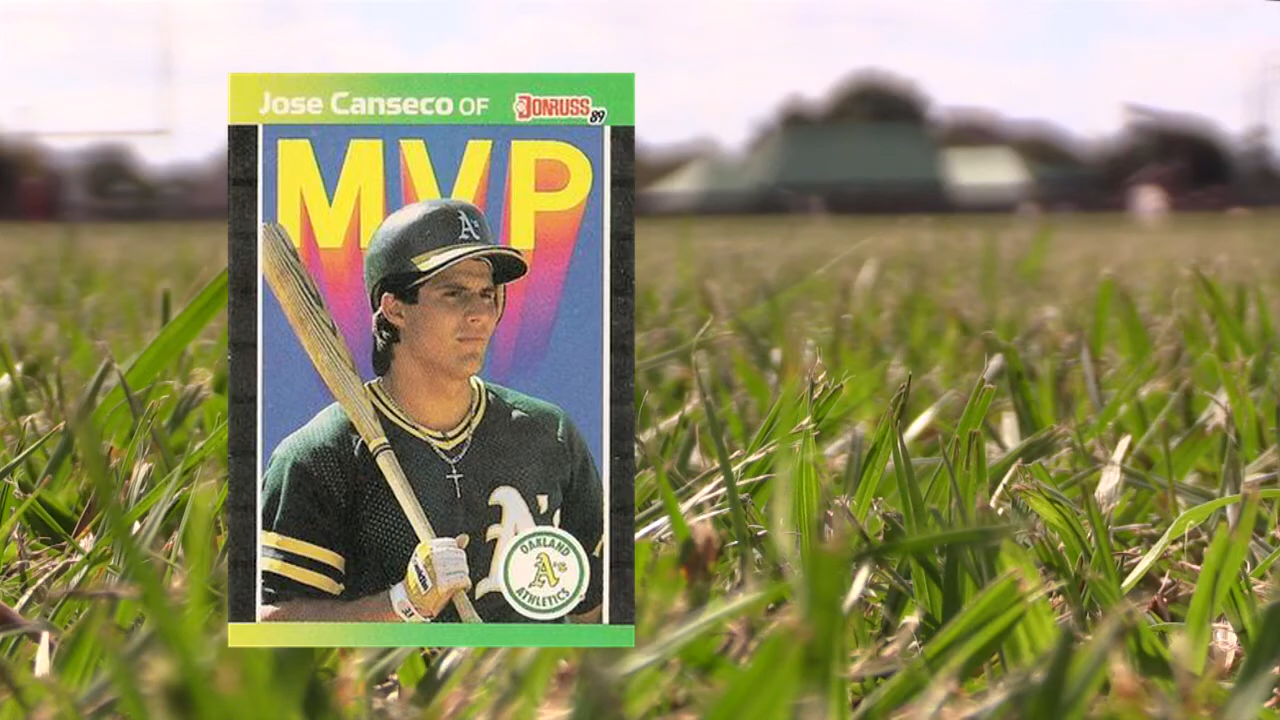 Jose Canseco OF
DONRUSS 89
MVP
A's
A's
OAKLAND
A's
ATHLETICS